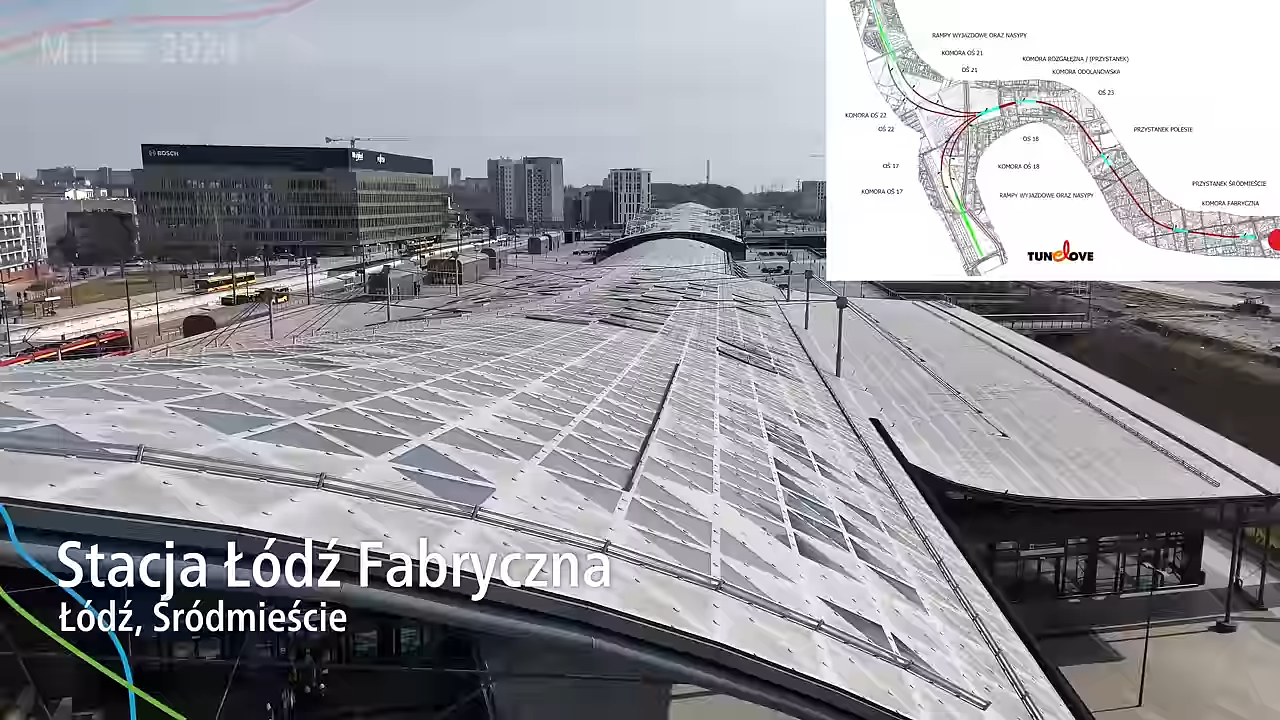 BOSCH
RAMPY WYJAZDOWE ORAZ NASYPY
KOMORA OŚ 21
OŚ 21
KOMORA ROZGAŁĘŹNA / (PRZYSTANEK)
KOMORA ODOLANOWSKA
OŚ 23
KOMORA OŚ 22
OŚ 22
PRZYSTANEK POLESIE
OŚ 18
OŚ 17
KOMORA OŚ 18
KOMORA OŚ 17
RAMPY WYJAZDOWE ORAZ NASYPY
PRZYSTANEK ŚRÓDMIEŚCIE
KOMORA FABRYCZNA
TUNELOVE
Stacja Łódź Fabryczna
Łódź, Śródmieście